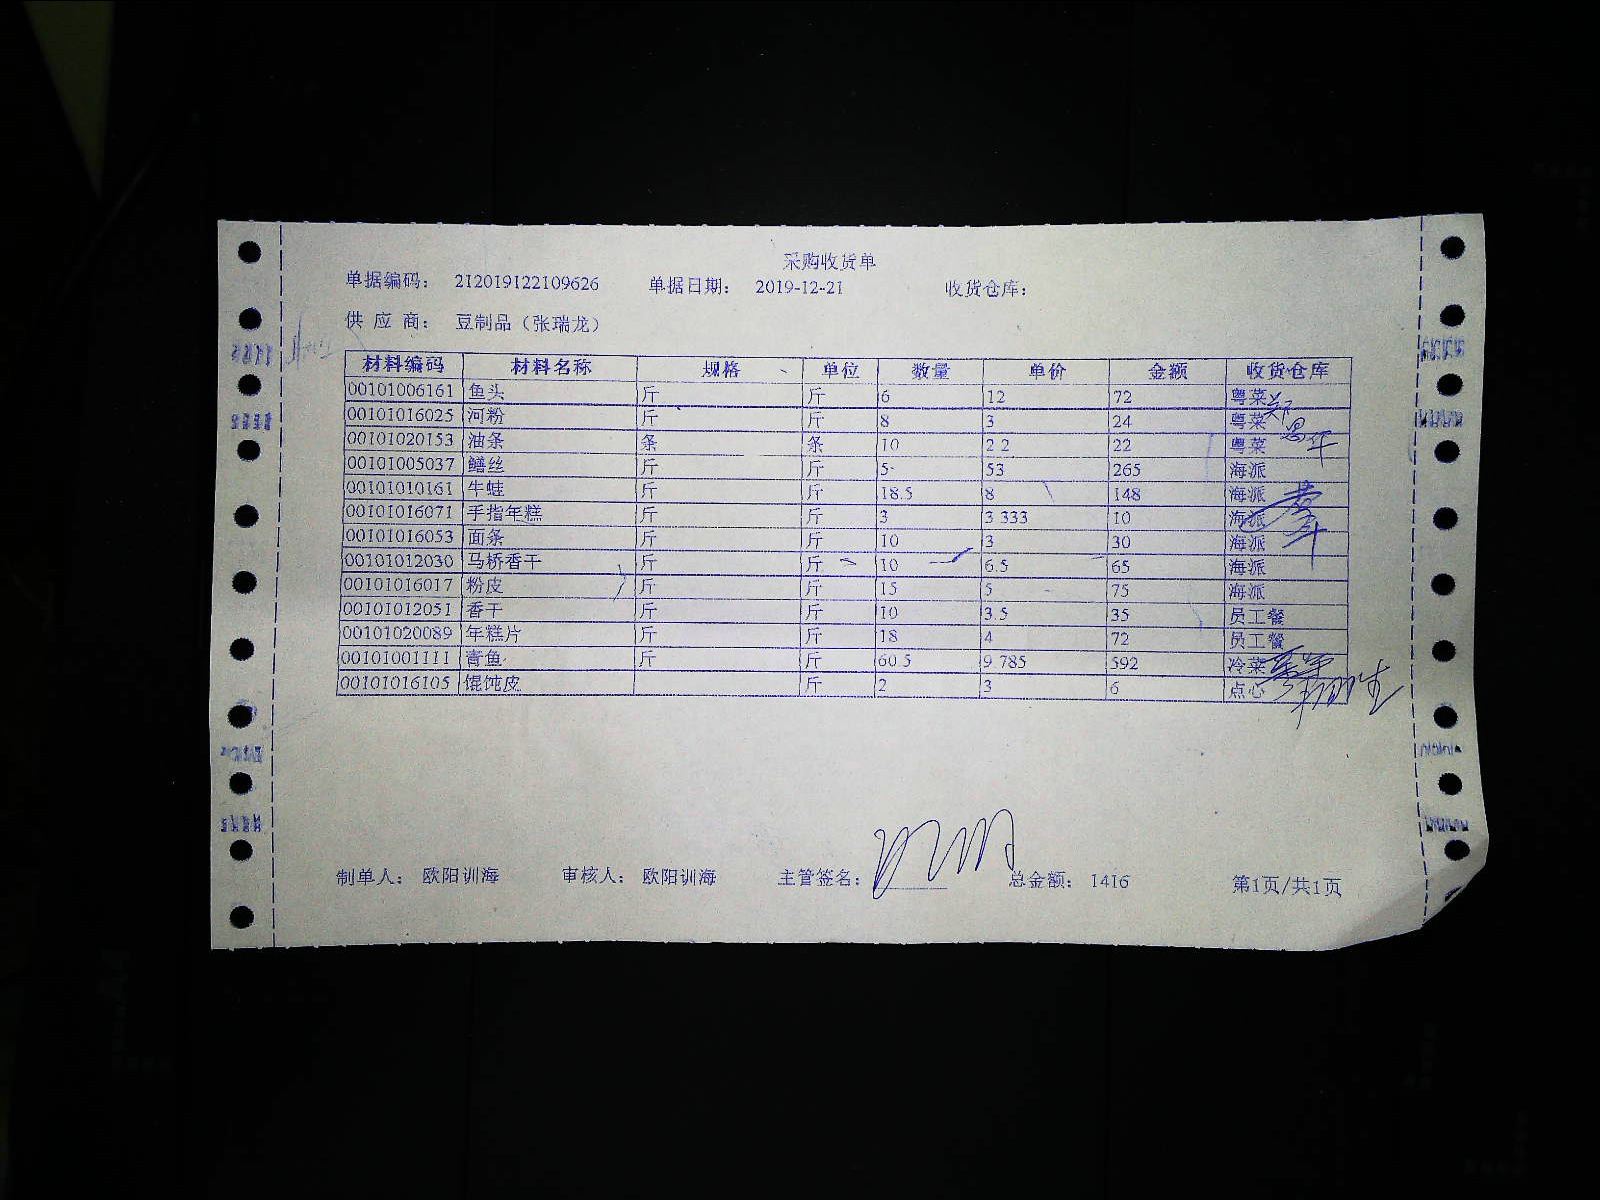 采购收货单
单据编码： 212019122109626 单据日期： 2019-12-21 收货仓库：
供 应 商： 豆制品（张瑞龙）
材料编码 材料名称 规格 单位 数量 单价 金额 收货仓库
00101006161 鱼头 斤 斤 6 12 72 粤菜
00101016025 河粉 斤 斤 8 3 24 粤菜
00101020153 油条 条 条 10 2.2 22 粤菜
00101005037 鳝丝 斤 斤 5 53 265 海派
00101010161 牛蛙 斤 斤 18.5 8 148 海派
00101016071 手指年糕 斤 斤 3 3.333 10 海派
00101016053 面条 斤 斤 10 3 30 海派
00101012030 马桥香干 斤 斤 10 6.5 65 海派
00101016017 粉皮 斤 斤 15 5 75 海派
00101012051 香干 斤 斤 10 3.5 35 员工餐
00101020089 年糕片 斤 斤 18 4 72 员工餐
00101001111 青鱼 斤 斤 60.5 9.785 592 冷菜
00101016105 馄饨皮 斤 2 3 6 点心
制单人： 欧阳训海 审核人： 欧阳训海 主管签名： 总金额： 1416 第1页/共1页